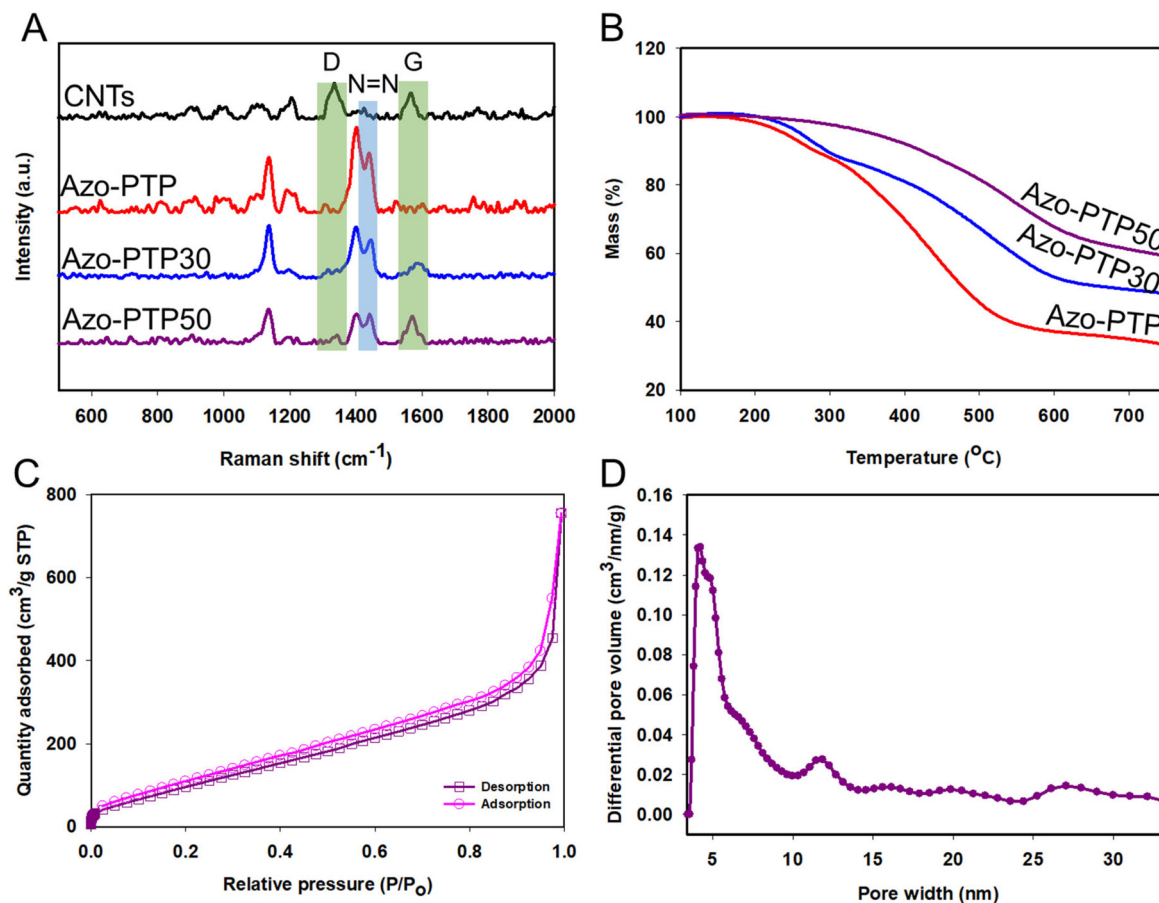 A
D
G
N=N
CNTs
Azo-PTP
Azo-PTP30
Azo-PTP50
Intensity (a.u.)
600 800 1000 1200 1400 1600 1800 2000
Raman shift (cm⁻¹)
B
120
100
80
60
40
20
Mass (%)
Azo-PTP50
Azo-PTP30
Azo-PTP
100 200 300 400 500 600 700
Temperature (°C)
C
800
600
400
200
0
Quantity adsorbed (cm³/g STP)
Desorption
Adsorption
0.0 0.2 0.4 0.6 0.8 1.0
Relative pressure (P/Pₒ)
D
0.16
0.14
0.12
0.10
0.08
0.06
0.04
0.02
0.00
Differential pore volume (cm³/nm/g)
5 10 15 20 25 30
Pore width (nm)